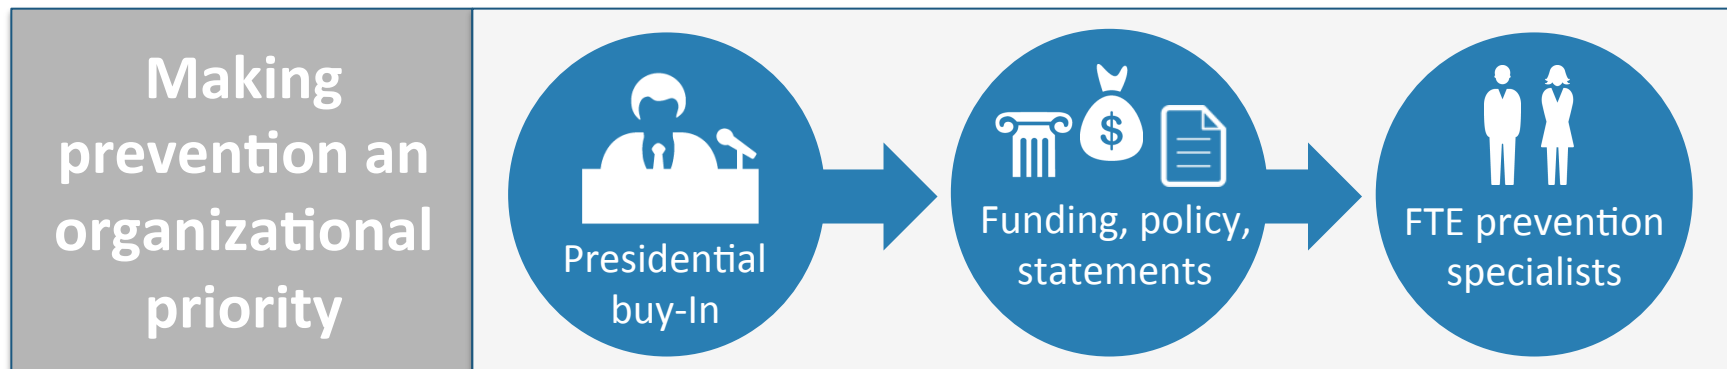 Making
prevention an
organizational
priority
Presidential
buy-In
$
Funding, policy,
statements
FTE prevention
specialists